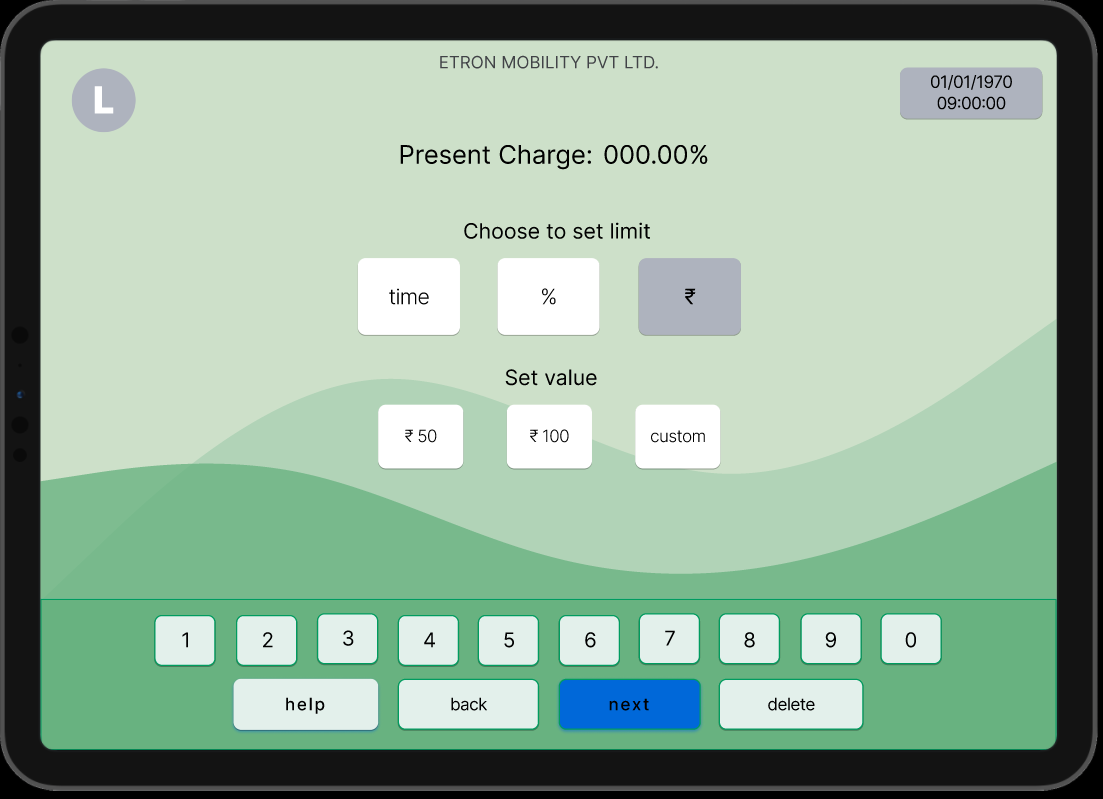 ETRON MOBILITY PVT LTD.
L
01/01/1970
09:00:00
Present Charge: 000.00%
Choose to set limit
time % ₹
Set value
₹ 50 ₹ 100 custom
1 2 3 4 5 6 7 8 9 0
help back next delete